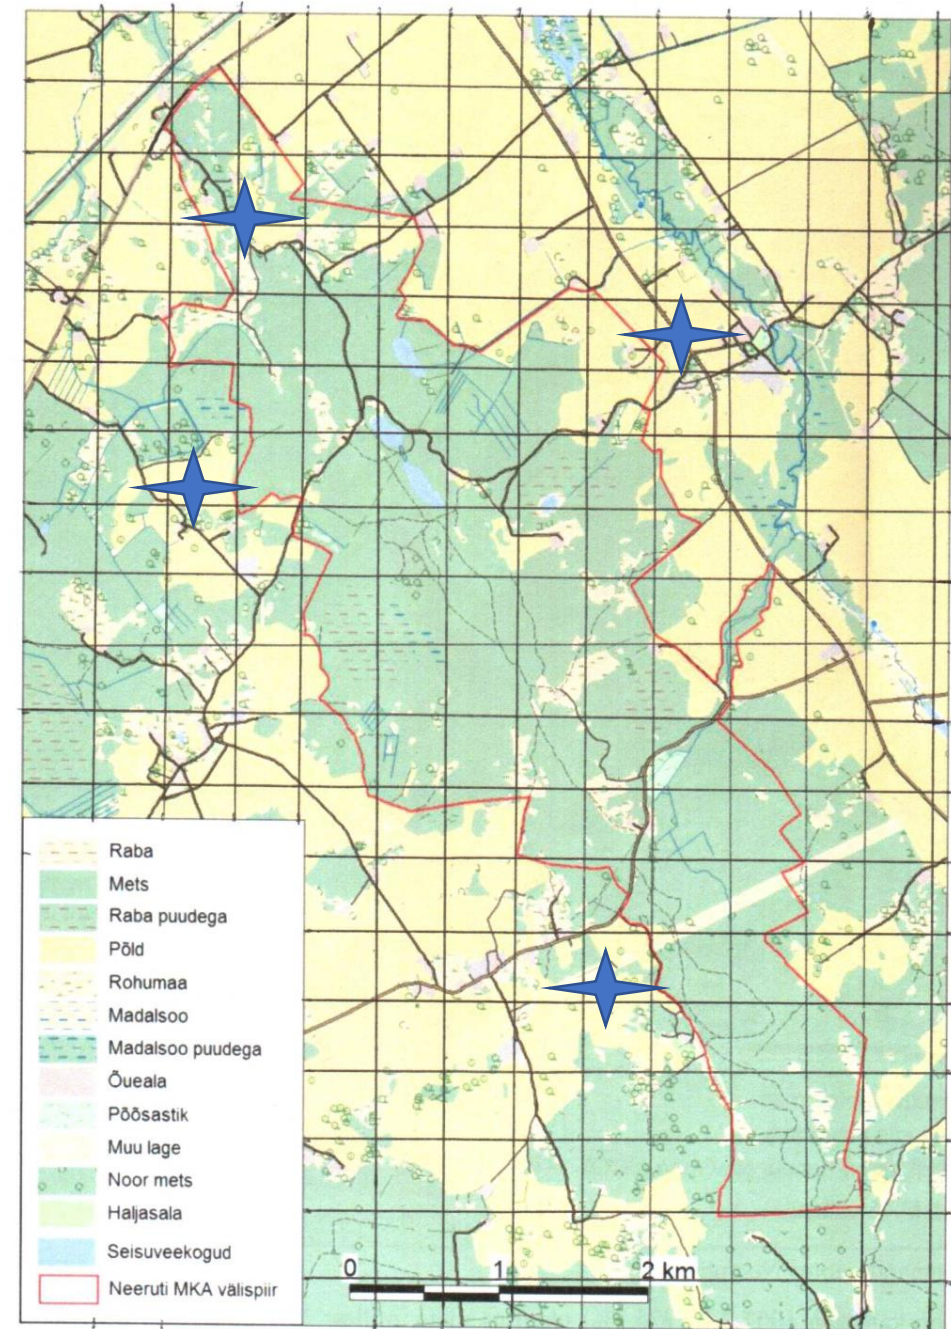 Raba
Mets
Raba puudega
Põld
Rohumaa
Madalsoo
Madalsoo puudega
Õueala
Põõsastik
Muu lage
Noor mets
Haljasala
Seisuveekogud
Neeruti MKA välispiir
0 1 2 km